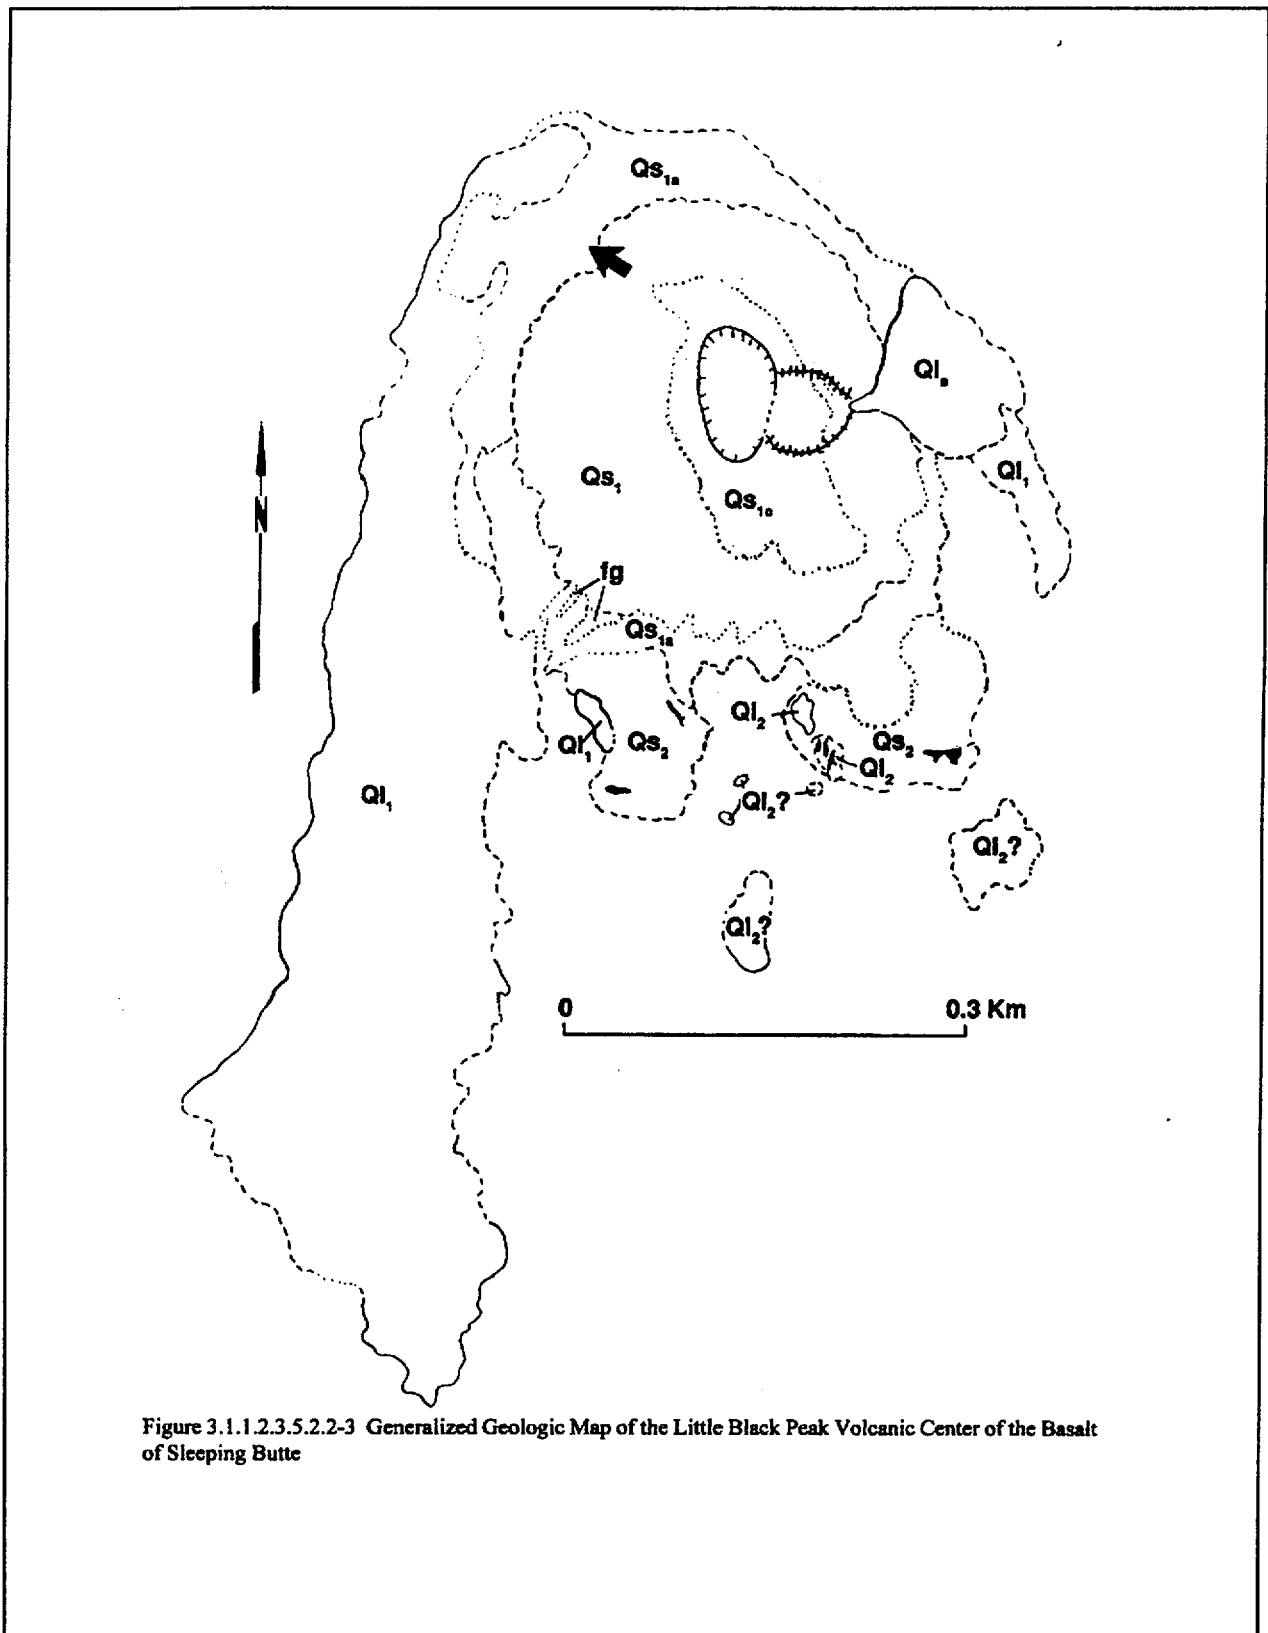 Qs₁ₐ
Qlₐ
Ql₁
Qs₁
Qs₁c
N
fg
Qs₁ₐ
Ql₂
Ql₁
Qs₂
Qs₂
Ql₂
Ql₁
Ql₂?
Ql₂?
Ql₂?
0
0.3 Km
Figure 3.1.1.2.3.5.2.2-3 Generalized Geologic Map of the Little Black Peak Volcanic Center of the Basalt
of Sleeping Butte